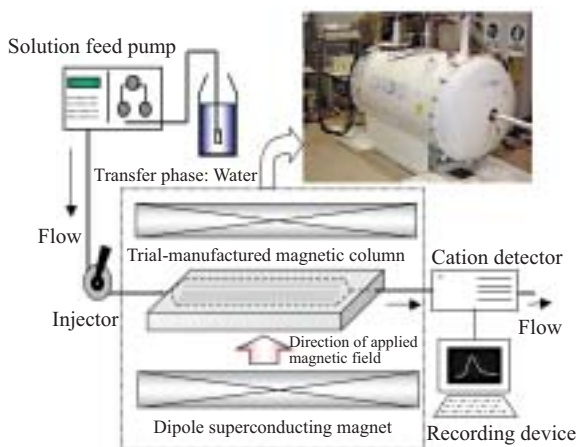 Solution feed pump
Transfer phase: Water
Flow
Trial-manufactured magnetic column
Cation detector
Injector
Flow
Direction of applied
magnetic field
Dipole superconducting magnet
Recording device